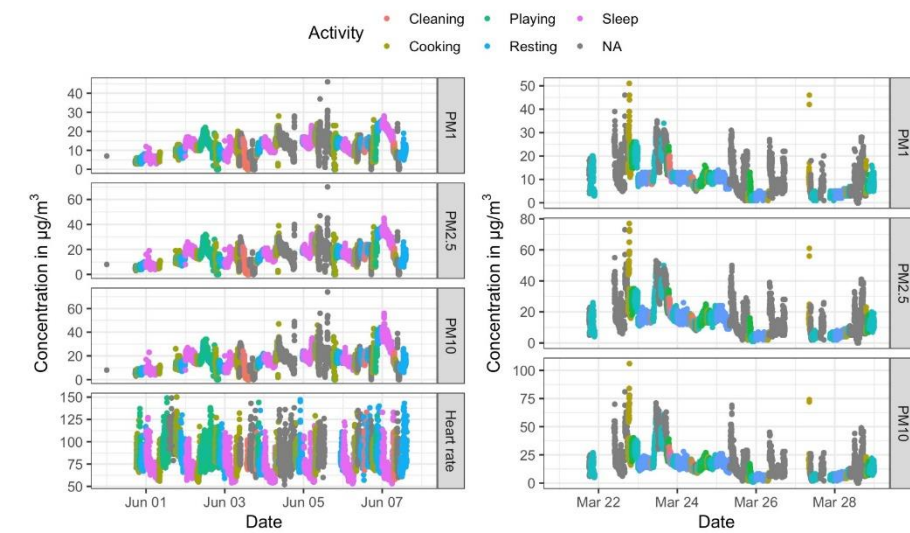 Activity
Cleaning Playing Sleep
Cooking Resting NA
Concentration in µg/m³
40
30
20
10
0
PM1
60
40
20
0
PM2.5
60
40
20
0
PM10
150
125
100
75
50
Heart rate
Jun 01 Jun 03 Jun 05 Jun 07
Date
Concentration in µg/m³
50
40
30
20
10
0
PM1
80
60
40
20
0
PM2.5
100
75
50
25
0
PM10
Mar 22 Mar 24 Mar 26 Mar 28
Date